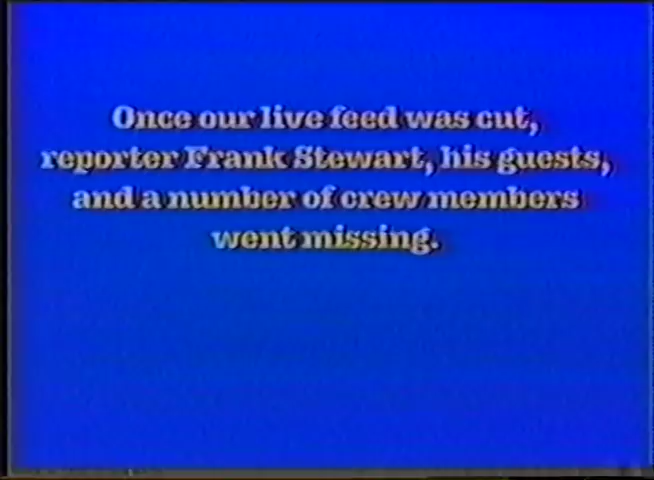 Once our live feed was cut,
reporter Frank Stewart, his guests,
and a number of crew members
went missing.